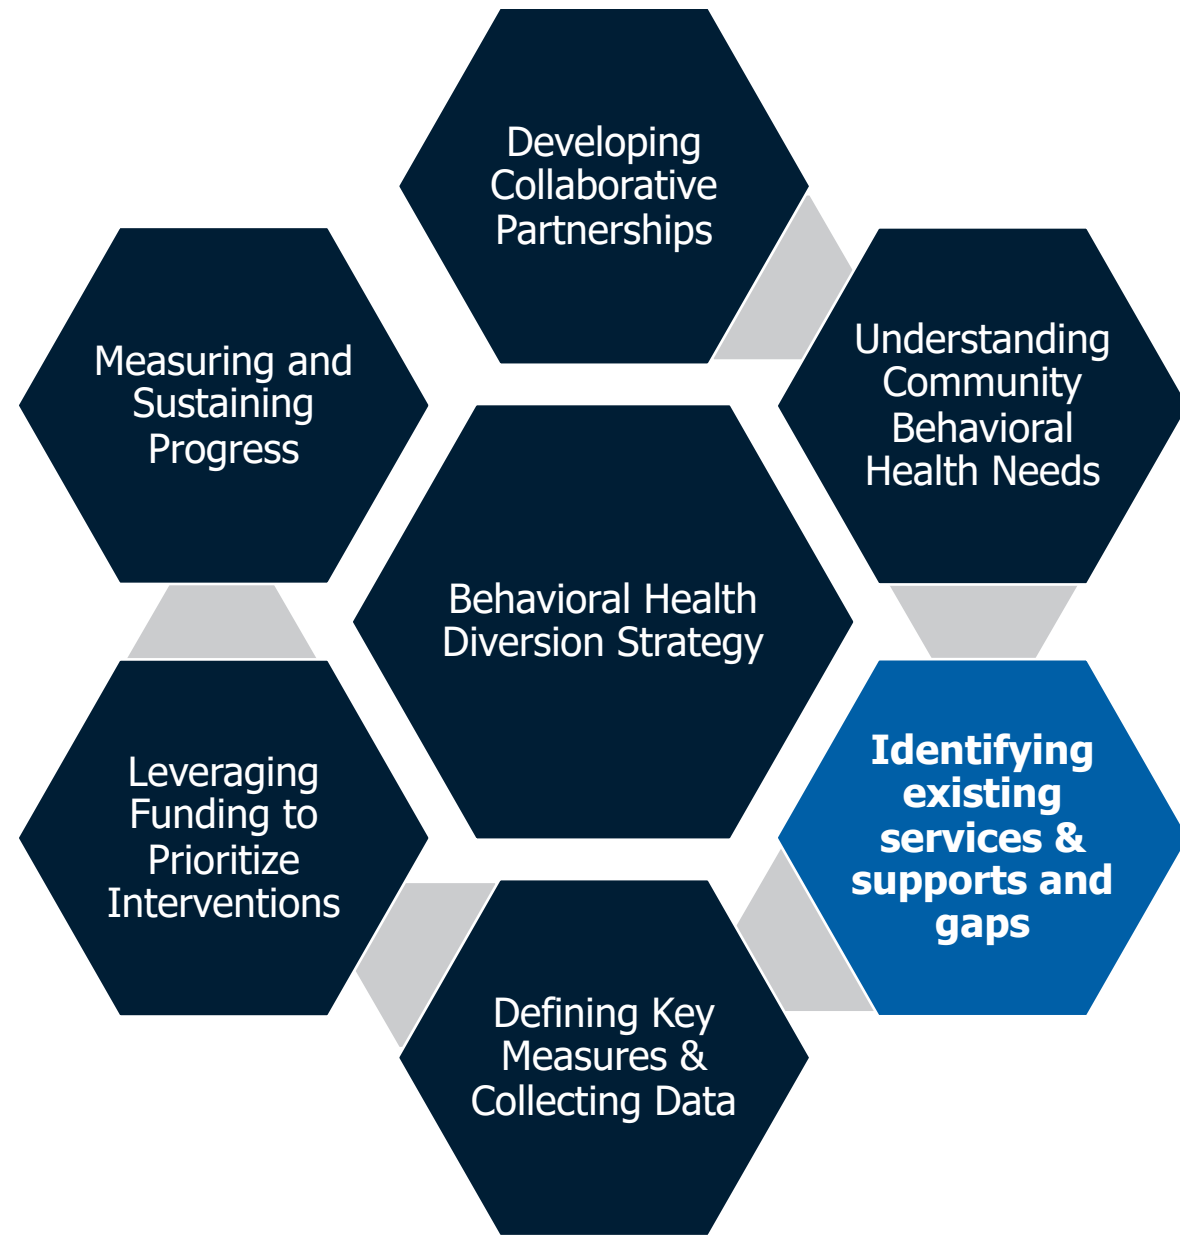 Developing
Collaborative
Partnerships
Understanding
Community
Behavioral
Health Needs
Identifying
existing
services &
supports and
gaps
Defining Key
Measures &
Collecting Data
Leveraging
Funding to
Prioritize
Interventions
Measuring and
Sustaining
Progress
Behavioral Health
Diversion Strategy